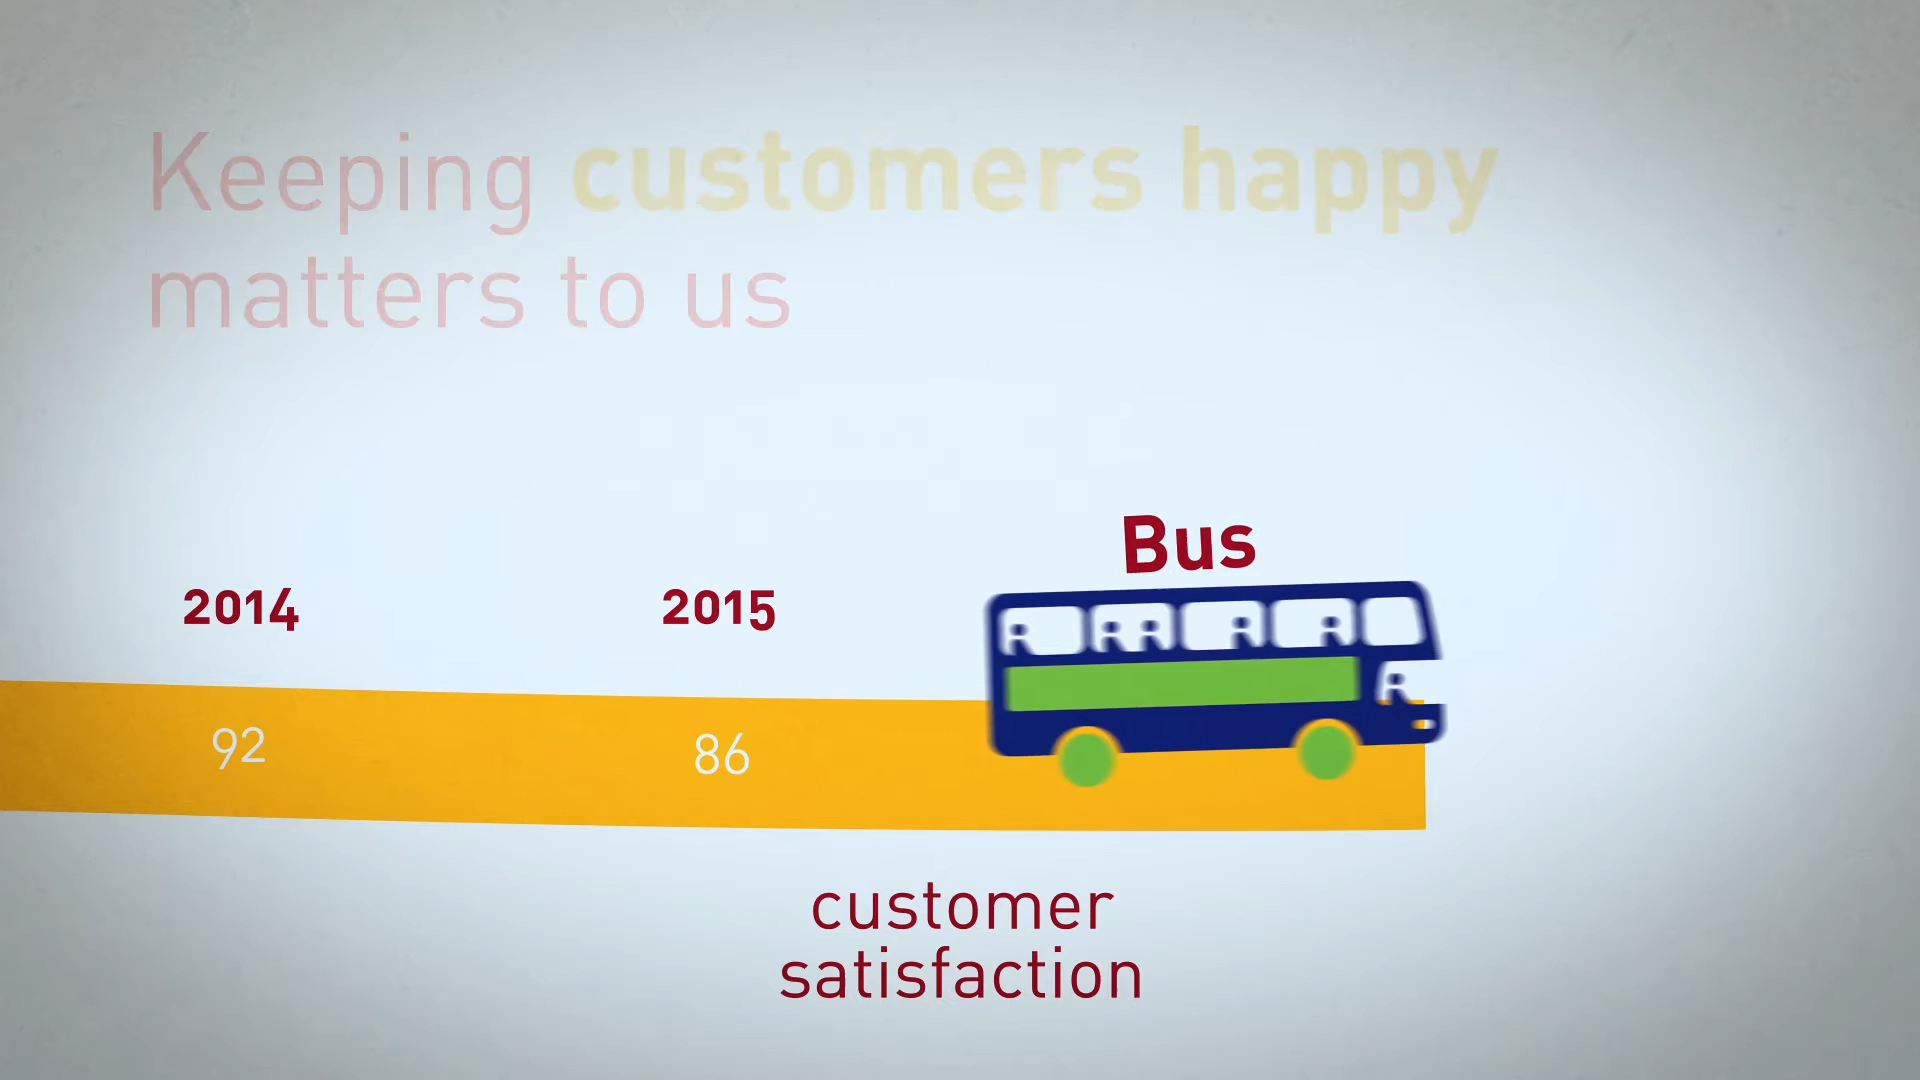 Keeping customers happy
matters to us
Bus
2014 2015
92 86
customer
satisfaction